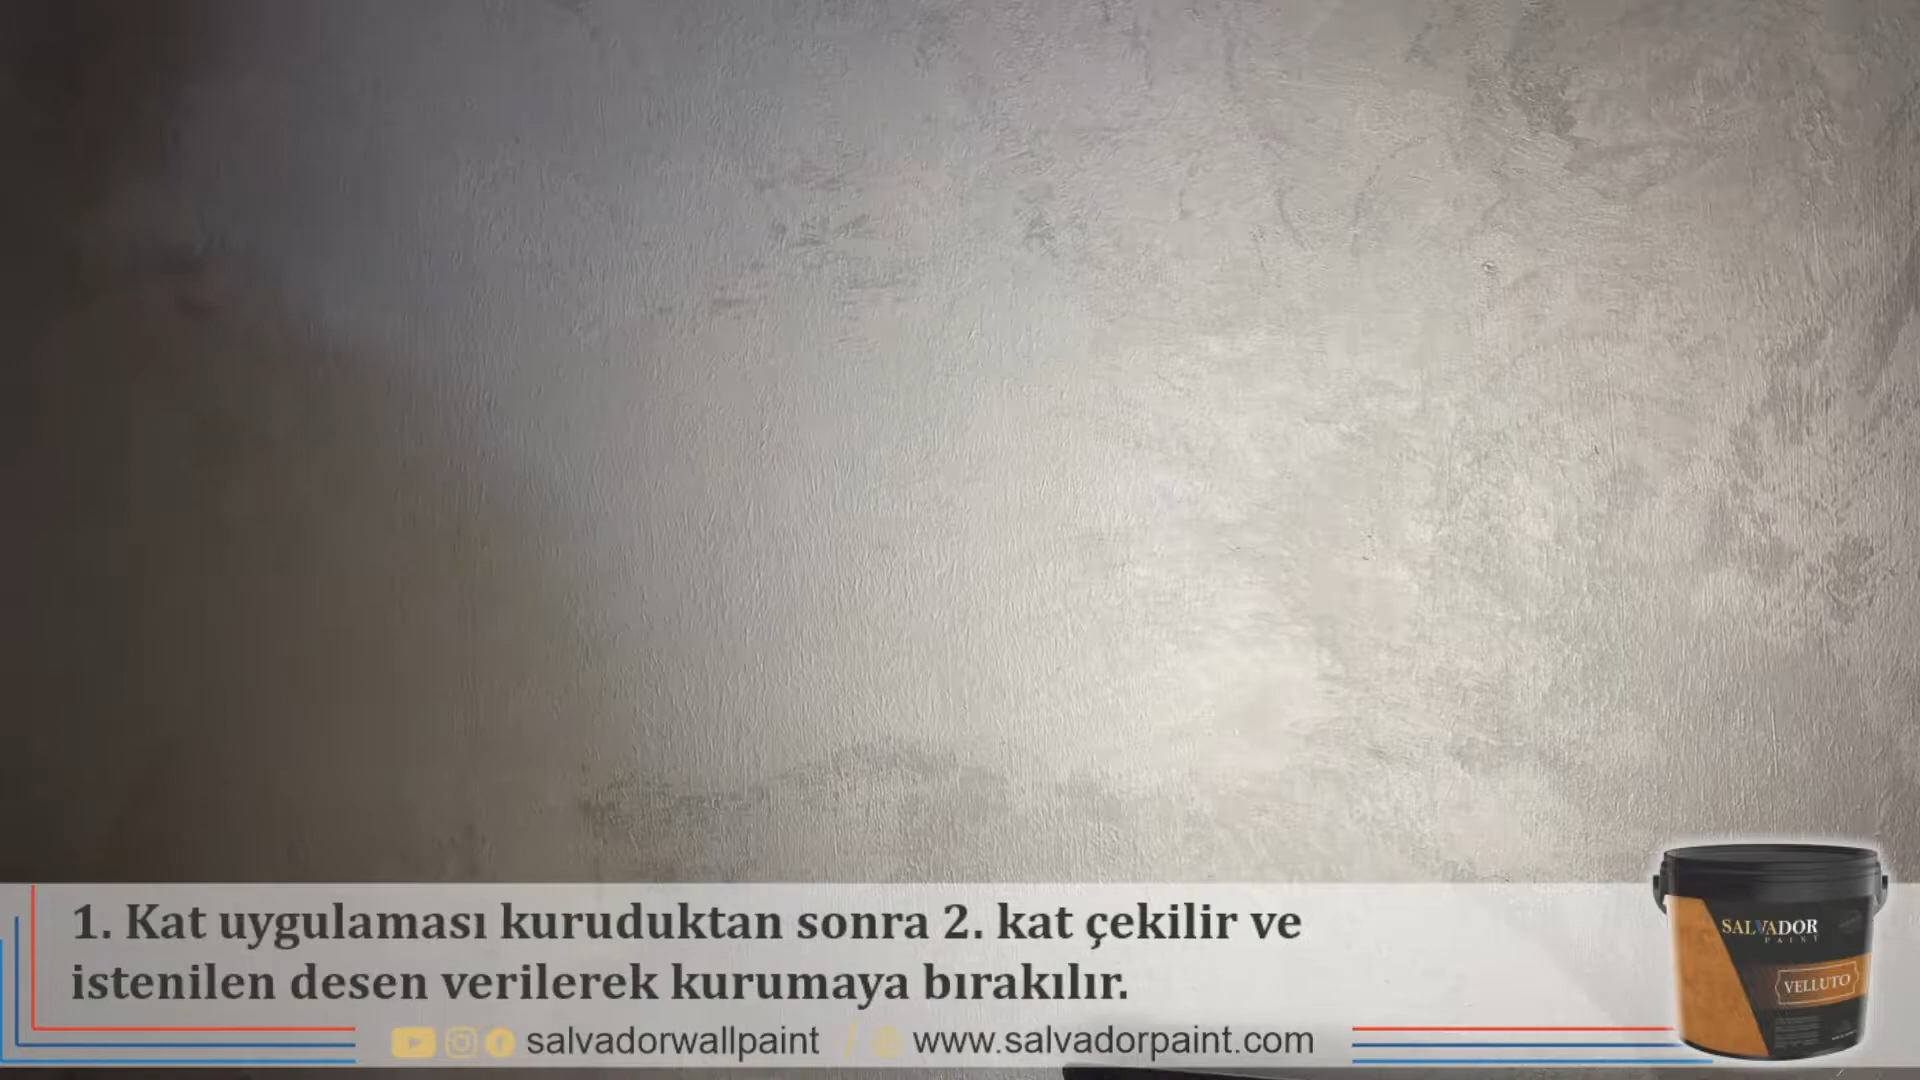 1. Kat uygulaması kuruduktan sonra 2. kat çekilir ve
istenilen desen verilerek kurumaya bırakılır.
salvadorwallpaint / www.salvadorpaint.com
SALVADOR
PAINT
VELLUTO